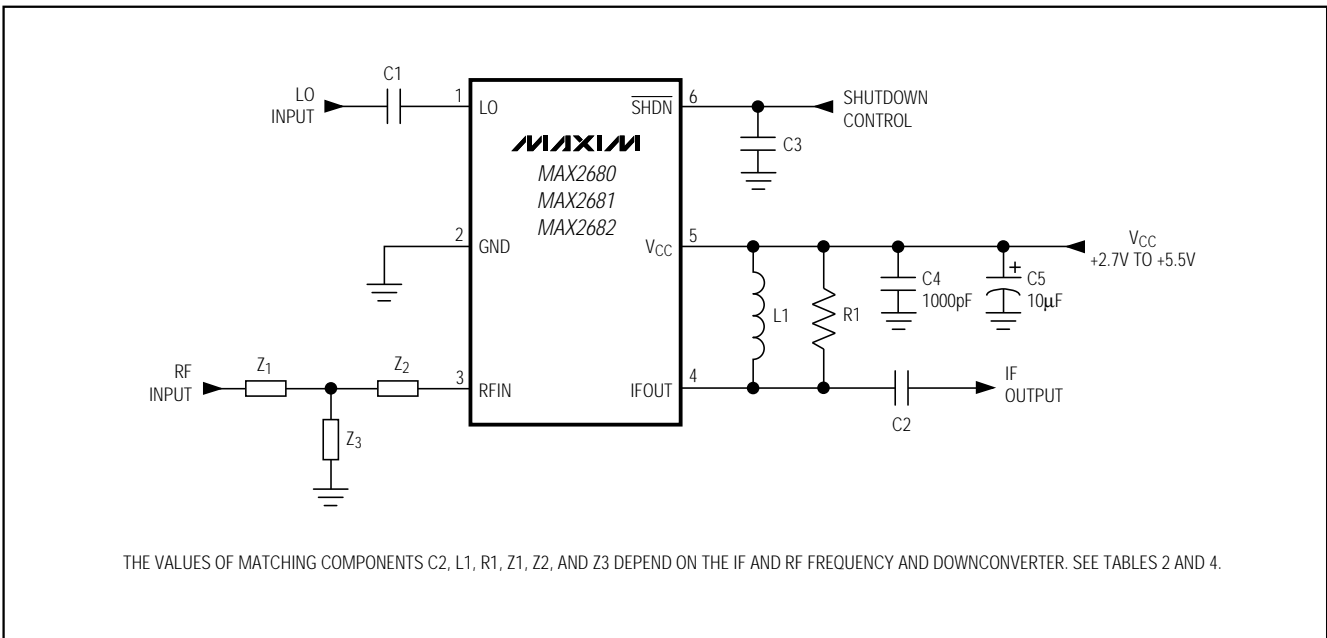 C1
LO
INPUT
1
LO
SHDN
6
SHUTDOWN
CONTROL
C3
MAXIM
MAX2680
MAX2681
MAX2682
2
GND
VCC
5
VCC
+2.7V TO +5.5V
C4
1000pF
+
C5
10μF
L1
R1
RF
INPUT
Z1
Z2
3
RFIN
IFOUT
4
IF
OUTPUT
C2
Z3
THE VALUES OF MATCHING COMPONENTS C2, L1, R1, Z1, Z2, AND Z3 DEPEND ON THE IF AND RF FREQUENCY AND DOWNCONVERTER. SEE TABLES 2 AND 4.